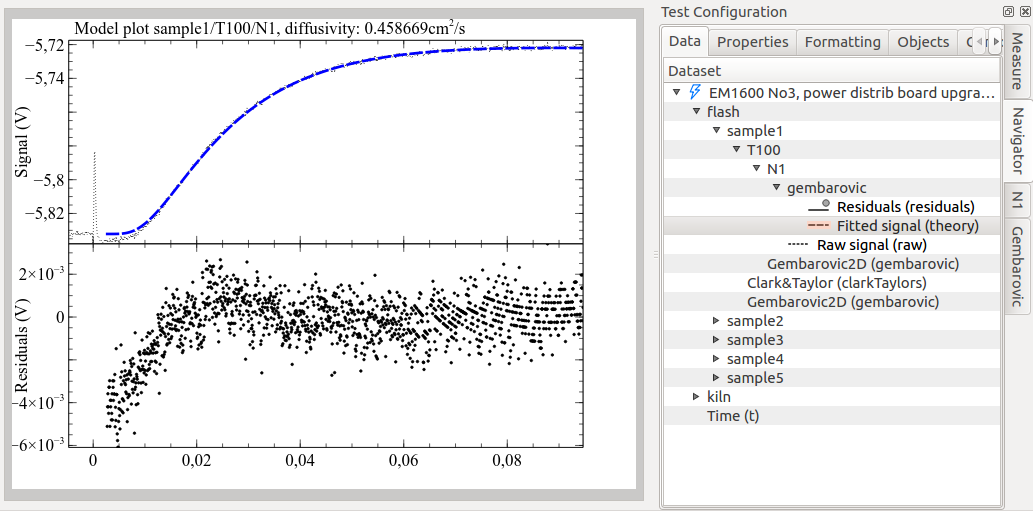 Model plot sample1/T100/N1, diffusivity: 0.458669cm²/s
−5,72
−5,74
−5,8
−5,82
Signal (V)
2×10⁻³
0
−4×10⁻³
−6×10⁻³
Residuals (V)
0 0,02 0,04 0,06 0,08
Test Configuration
Data Properties Formatting Objects
Dataset
EM1600 No3, power distrib board upgra...
flash
sample1
T100
N1
gembarovic
Residuals (residuals)
Fitted signal (theory)
Raw signal (raw)
Gembarovic2D (gembarovic)
Clark&Taylor (clarkTaylors)
Gembarovic2D (gembarovic)
sample2
sample3
sample4
sample5
kiln
Time (t)
Measure
Navigator
N1
Gembarovic